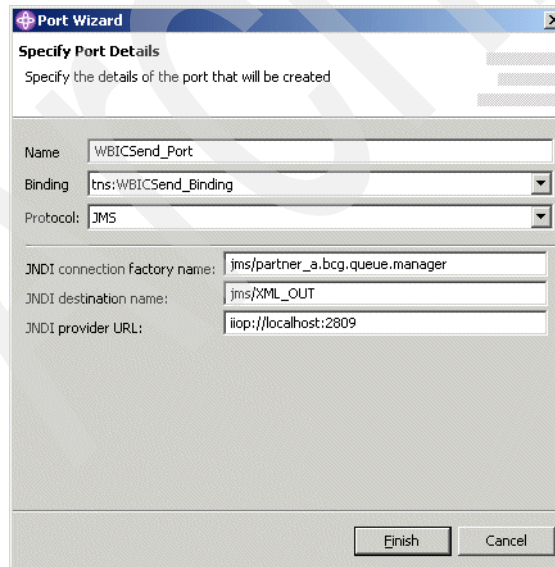 Port Wizard
Specify Port Details
Specify the details of the port that will be created
Name WBICSend_Port
Binding tns:WBICSend_Binding
Protocol: JMS
JNDI connection factory name: jms/partner_a.bcg.queue.manager
JNDI destination name: jms/XML_OUT
JNDI provider URL: iiop://localhost:2809
Finish Cancel